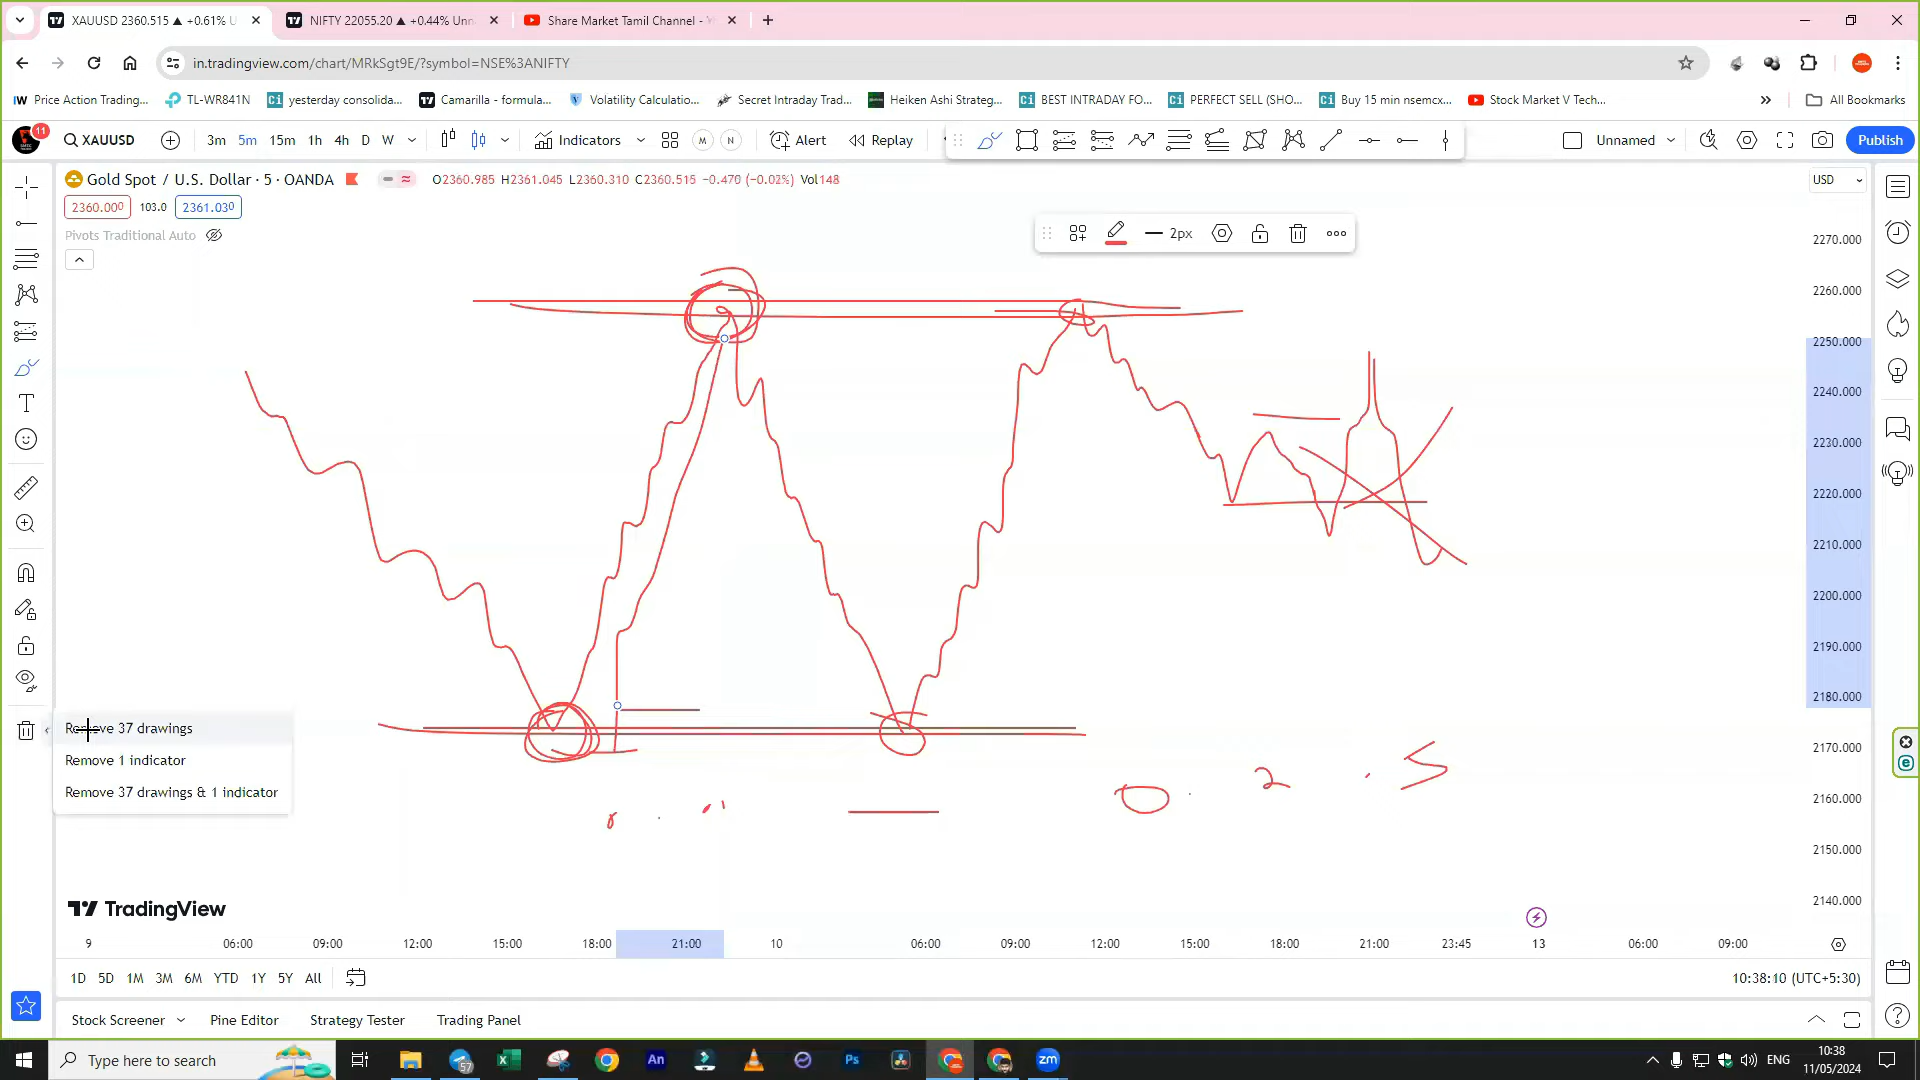 XAUUSD 2360.515 ▲ +0.61% U
NIFTY 22055.20 ▲ +0.44% Unn
Share Market Tamil Channel -
in.tradingview.com/chart/MRkSgt9E/?symbol=NSE%3ANIFTY
Price Action Trading...
TL-WR841N
yesterday consolida...
Camarilla - formula...
Volatility Calculatio...
Secret Intraday Trad...
Heiken Ashi Strateg...
BEST INTRADAY FO...
PERFECT SELL (SHO...
Buy 15 min nsemcx...
Stock Market V Tech...
All Bookmarks
11
XAUUSD
3m 5m 15m 1h 4h D W
Indicators
M N
Alert
Replay
Unnamed
Publish
Gold Spot / U.S. Dollar · 5 · OANDA
O2360.985 H2361.045 L2360.310 C2360.515 −0.470 (−0.02%) Vol148
USD
2360.000 103.0 2361.030
2px
Pivots Traditional Auto
2270.000
2260.000
2250.000
2240.000
2230.000
2220.000
2210.000
2200.000
2190.000
2180.000
2170.000
2160.000
2150.000
2140.000
Remove 37 drawings
Remove 1 indicator
Remove 37 drawings & 1 indicator
0 . 2 . 5
TradingView
9 06:00 09:00 12:00 15:00 18:00 21:00 10 06:00 09:00 12:00 15:00 18:00 21:00 23:45 13 06:00 09:00
1D 5D 1M 3M 6M YTD 1Y 5Y All
10:38:10 (UTC+5:30)
Stock Screener
Pine Editor
Strategy Tester
Trading Panel
Type here to search
57
An
Ps
zm
ENG
10:38
11/05/2024